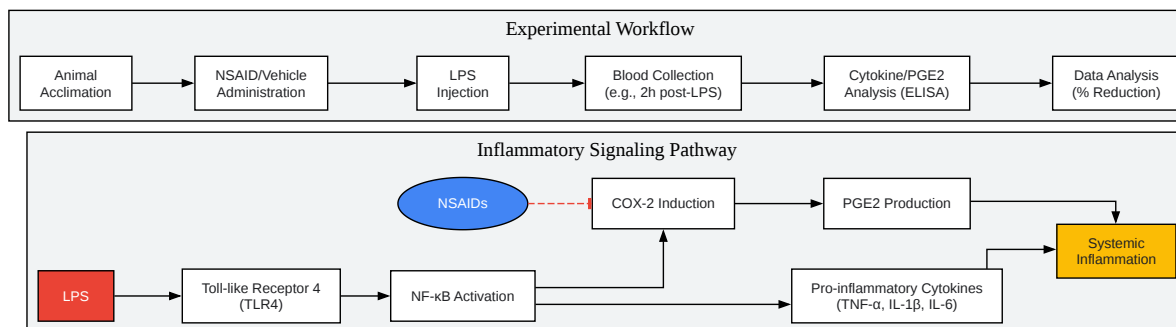 Experimental Workflow
Animal
Acclimation
NSAID/Vehicle
Administration
LPS
Injection
Blood Collection
(e.g., 2h post-LPS)
Cytokine/PGE2
Analysis (ELISA)
Data Analysis
(% Reduction)
Inflammatory Signaling Pathway
NSAIDs
COX-2 Induction
PGE2 Production
Systemic
Inflammation
LPS
Toll-like Receptor 4
(TLR4)
NF-κB Activation
Pro-inflammatory Cytokines
(TNF-α, IL-1β, IL-6)